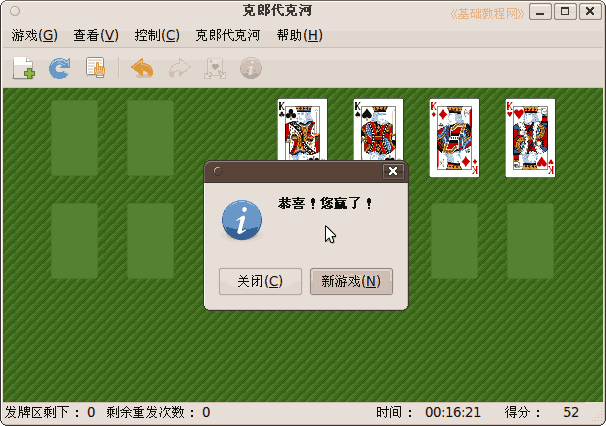 克郎代克河
《基础教程网》
游戏(G) 查看(V) 控制(C) 克郎代克河 帮助(H)
K K K K
恭喜！您赢了！
关闭(C) 新游戏(N)
发牌区剩下： 0 剩余重发次数： 0 时间： 00:16:21 得分： 52